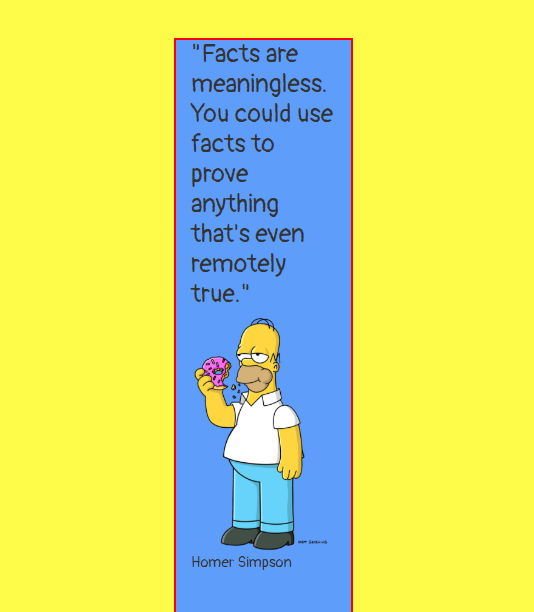 "Facts are
meaningless.
You could use
facts to
prove
anything
that's even
remotely
true."
Homer Simpson